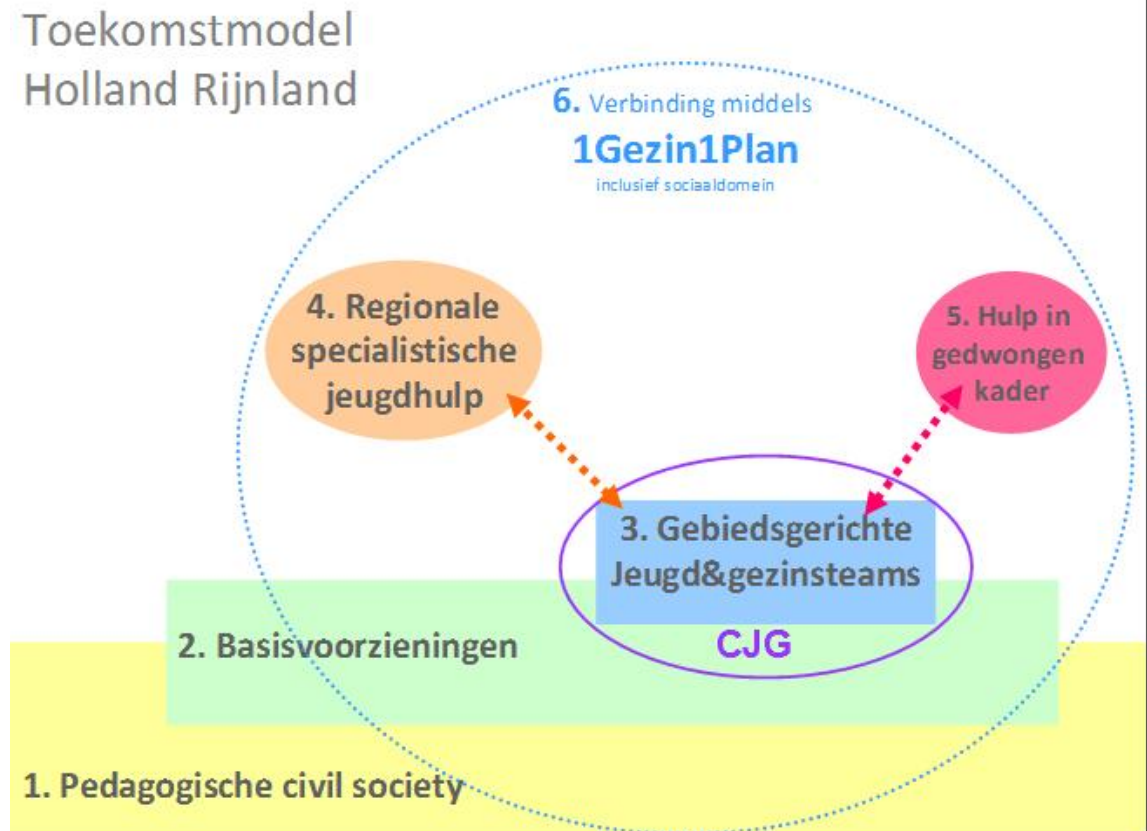 Toekomstmodel
Holland Rijnland
6. Verbinding middels
1Gezin1Plan
inclusief sociaaldomein
4. Regionale
specialistische
jeugdhulp
5. Hulp in
gedwongen
kader
3. Gebiedsgerichte
Jeugd&gezinsteams
CJG
2. Basisvoorzieningen
1. Pedagogische civil society